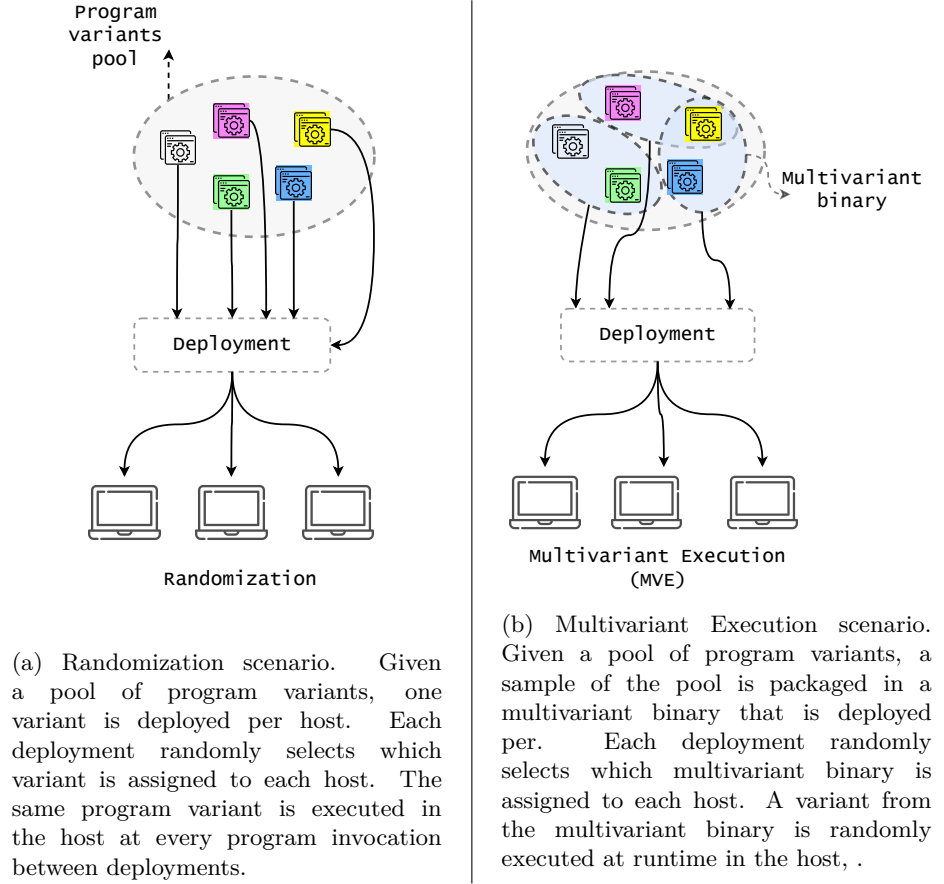 Program
variants
pool
Deployment
Randomization
(a) Randomization scenario. Given
a pool of program variants, one
variant is deployed per host. Each
deployment randomly selects which
variant is assigned to each host. The
same program variant is executed in
the host at every program invocation
between deployments.
Multivariant
binary
Deployment
Multivariant Execution
(MVE)
(b) Multivariant Execution scenario.
Given a pool of program variants, a
sample of the pool is packaged in a
multivariant binary that is deployed
per. Each deployment randomly
selects which multivariant binary is
assigned to each host. A variant from
the multivariant binary is randomly
executed at runtime in the host, .